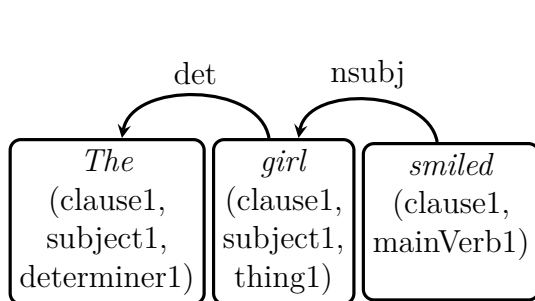 det
nsubj
The
(clause1,
subject1,
determiner1)
girl
(clause1,
subject1,
thing1)
smiled
(clause1,
mainVerb1)